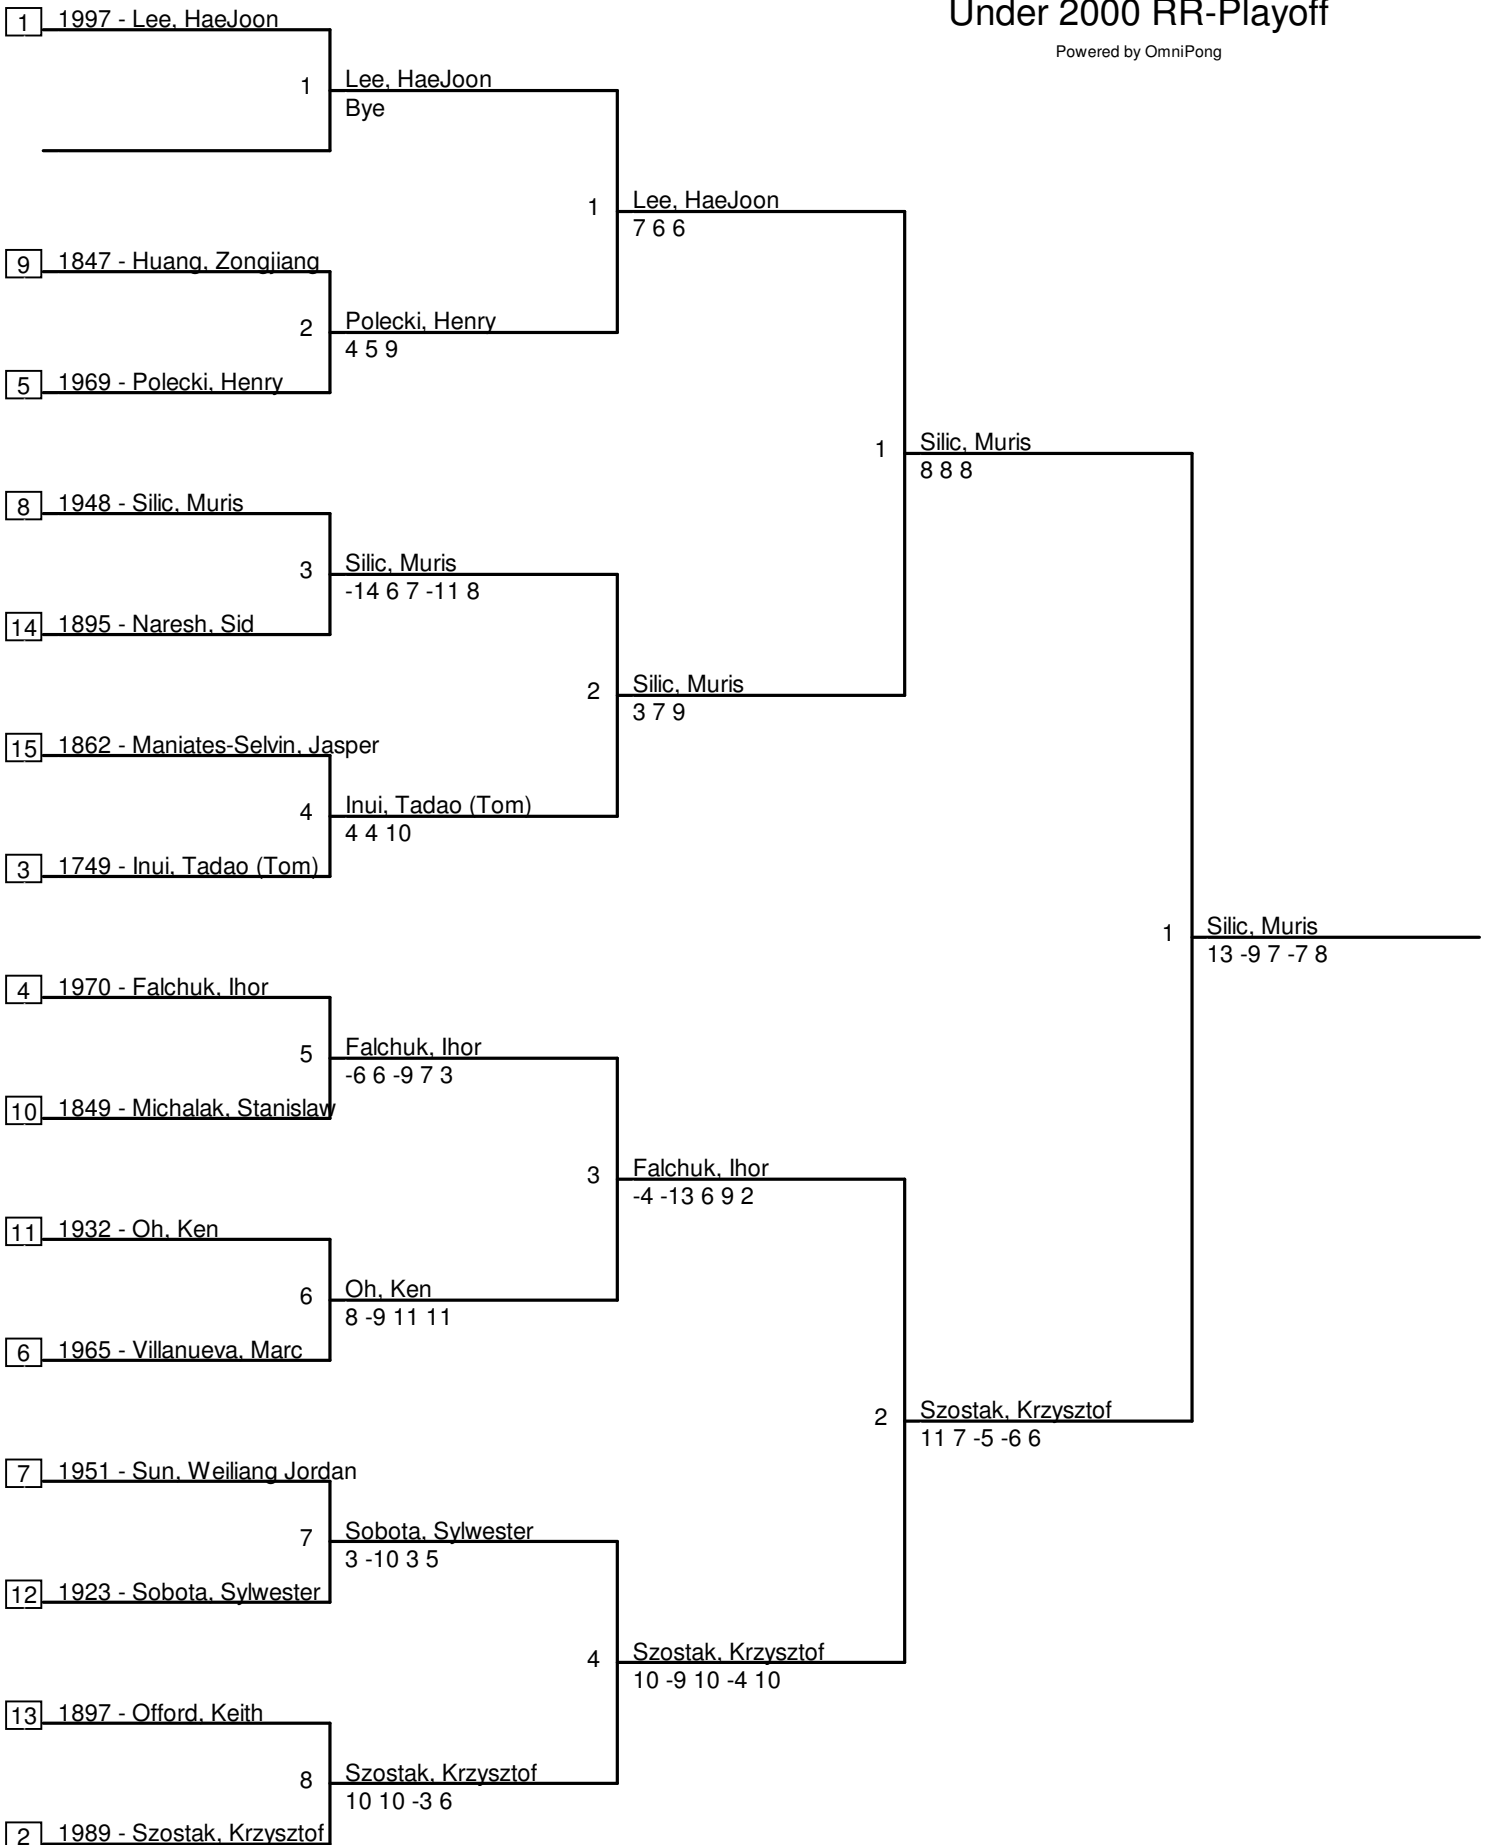 Under 2000 RR-Playoff
Powered by OmniPong
1 1997 - Lee, HaeJoon
1 Lee, HaeJoon
Bye
1 Lee, HaeJoon
7 6 6
9 1847 - Huang, Zongjiang
2 Polecki, Henry
4 5 9
5 1969 - Polecki, Henry
1 Silic, Muris
8 8 8
8 1948 - Silic, Muris
3 Silic, Muris
-14 6 7 -11 8
14 1895 - Naresh, Sid
2 Silic, Muris
3 7 9
15 1862 - Maniates-Selvin, Jasper
4 Inui, Tadao (Tom)
4 4 10
3 1749 - Inui, Tadao (Tom)
1 Silic, Muris
13 -9 7 -7 8
4 1970 - Falchuk, Ihor
5 Falchuk, Ihor
-6 6 -9 7 3
10 1849 - Michalak, Stanislaw
3 Falchuk, Ihor
-4 -13 6 9 2
11 1932 - Oh, Ken
6 Oh, Ken
8 -9 11 11
6 1965 - Villanueva, Marc
2 Szostak, Krzysztof
11 7 -5 -6 6
7 1951 - Sun, Weiliang Jordan
7 Sobota, Sylwester
3 -10 3 5
12 1923 - Sobota, Sylwester
4 Szostak, Krzysztof
10 -9 10 -4 10
13 1897 - Offord, Keith
8 Szostak, Krzysztof
10 10 -3 6
2 1989 - Szostak, Krzysztof